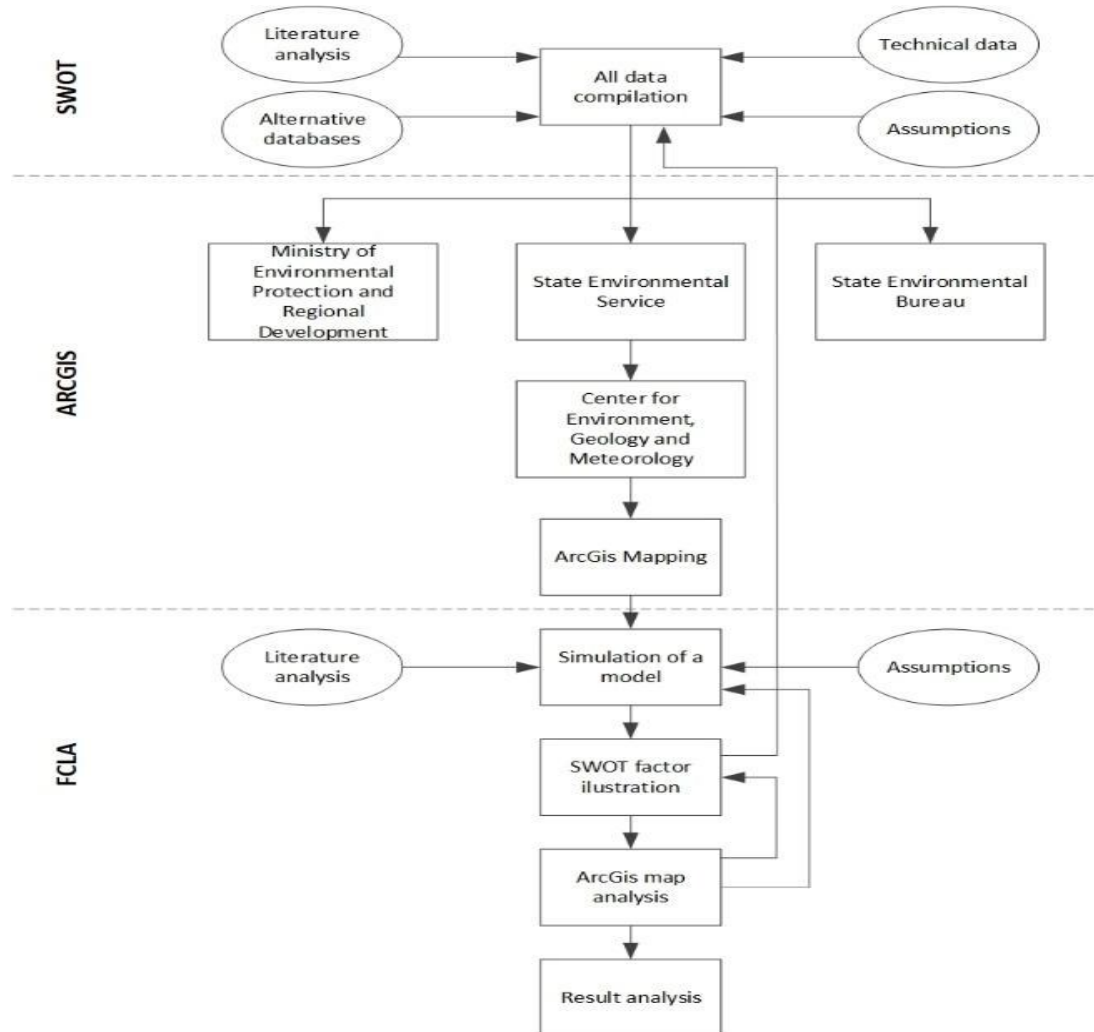 SWOT
Literature
analysis
Alternative
databases
All data
compilation
Technical data
Assumptions
ARCGIS
Ministry of
Environmental
Protection and
Regional
Development
State Environmental
Service
State Environmental
Bureau
Center for
Environment,
Geology and
Meteorology
ArcGis Mapping
FCLA
Literature
analysis
Simulation of a
model
Assumptions
SWOT factor
ilustration
ArcGis map
analysis
Result analysis